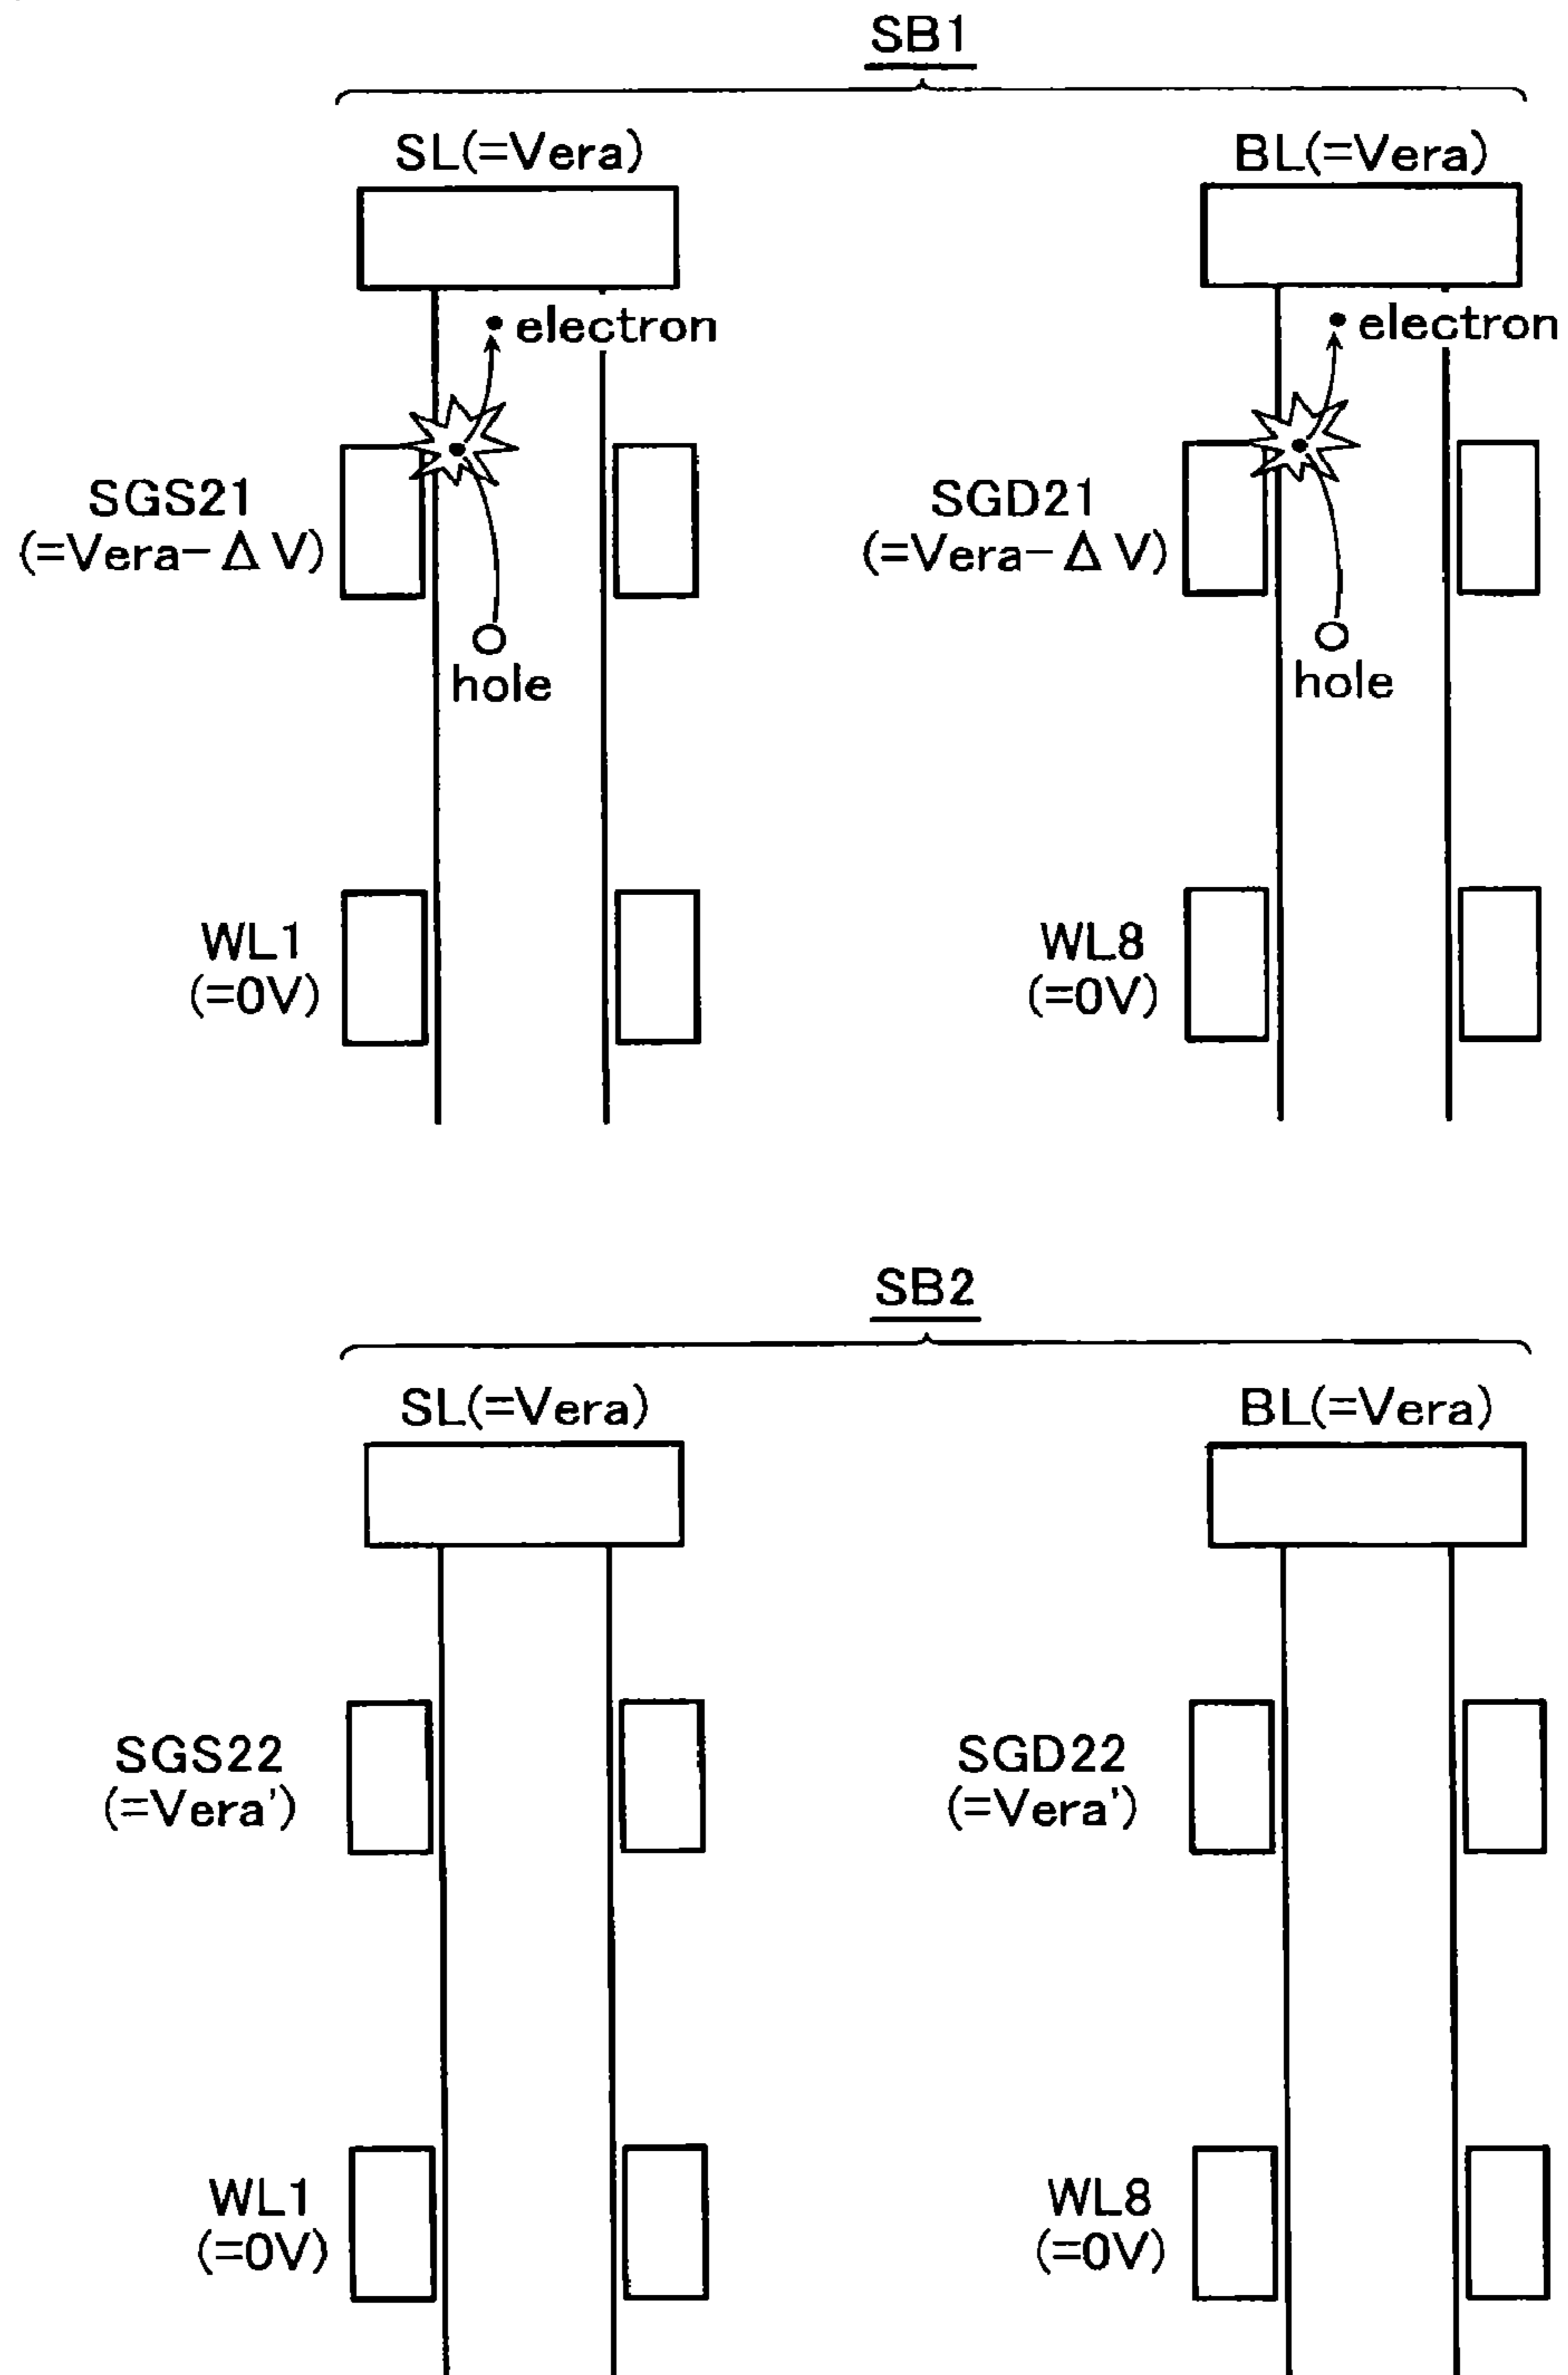 SB1
SL(=Vera)
BL(=Vera)
electron
electron
SGS21
(=Vera-ΔV)
SGD21
(=Vera-ΔV)
hole
hole
WL1
(=0V)
WL8
(=0V)
SB2
SL(=Vera)
BL(=Vera)
SGS22
(=Vera')
SGD22
(=Vera')
WL1
(=0V)
WL8
(=0V)